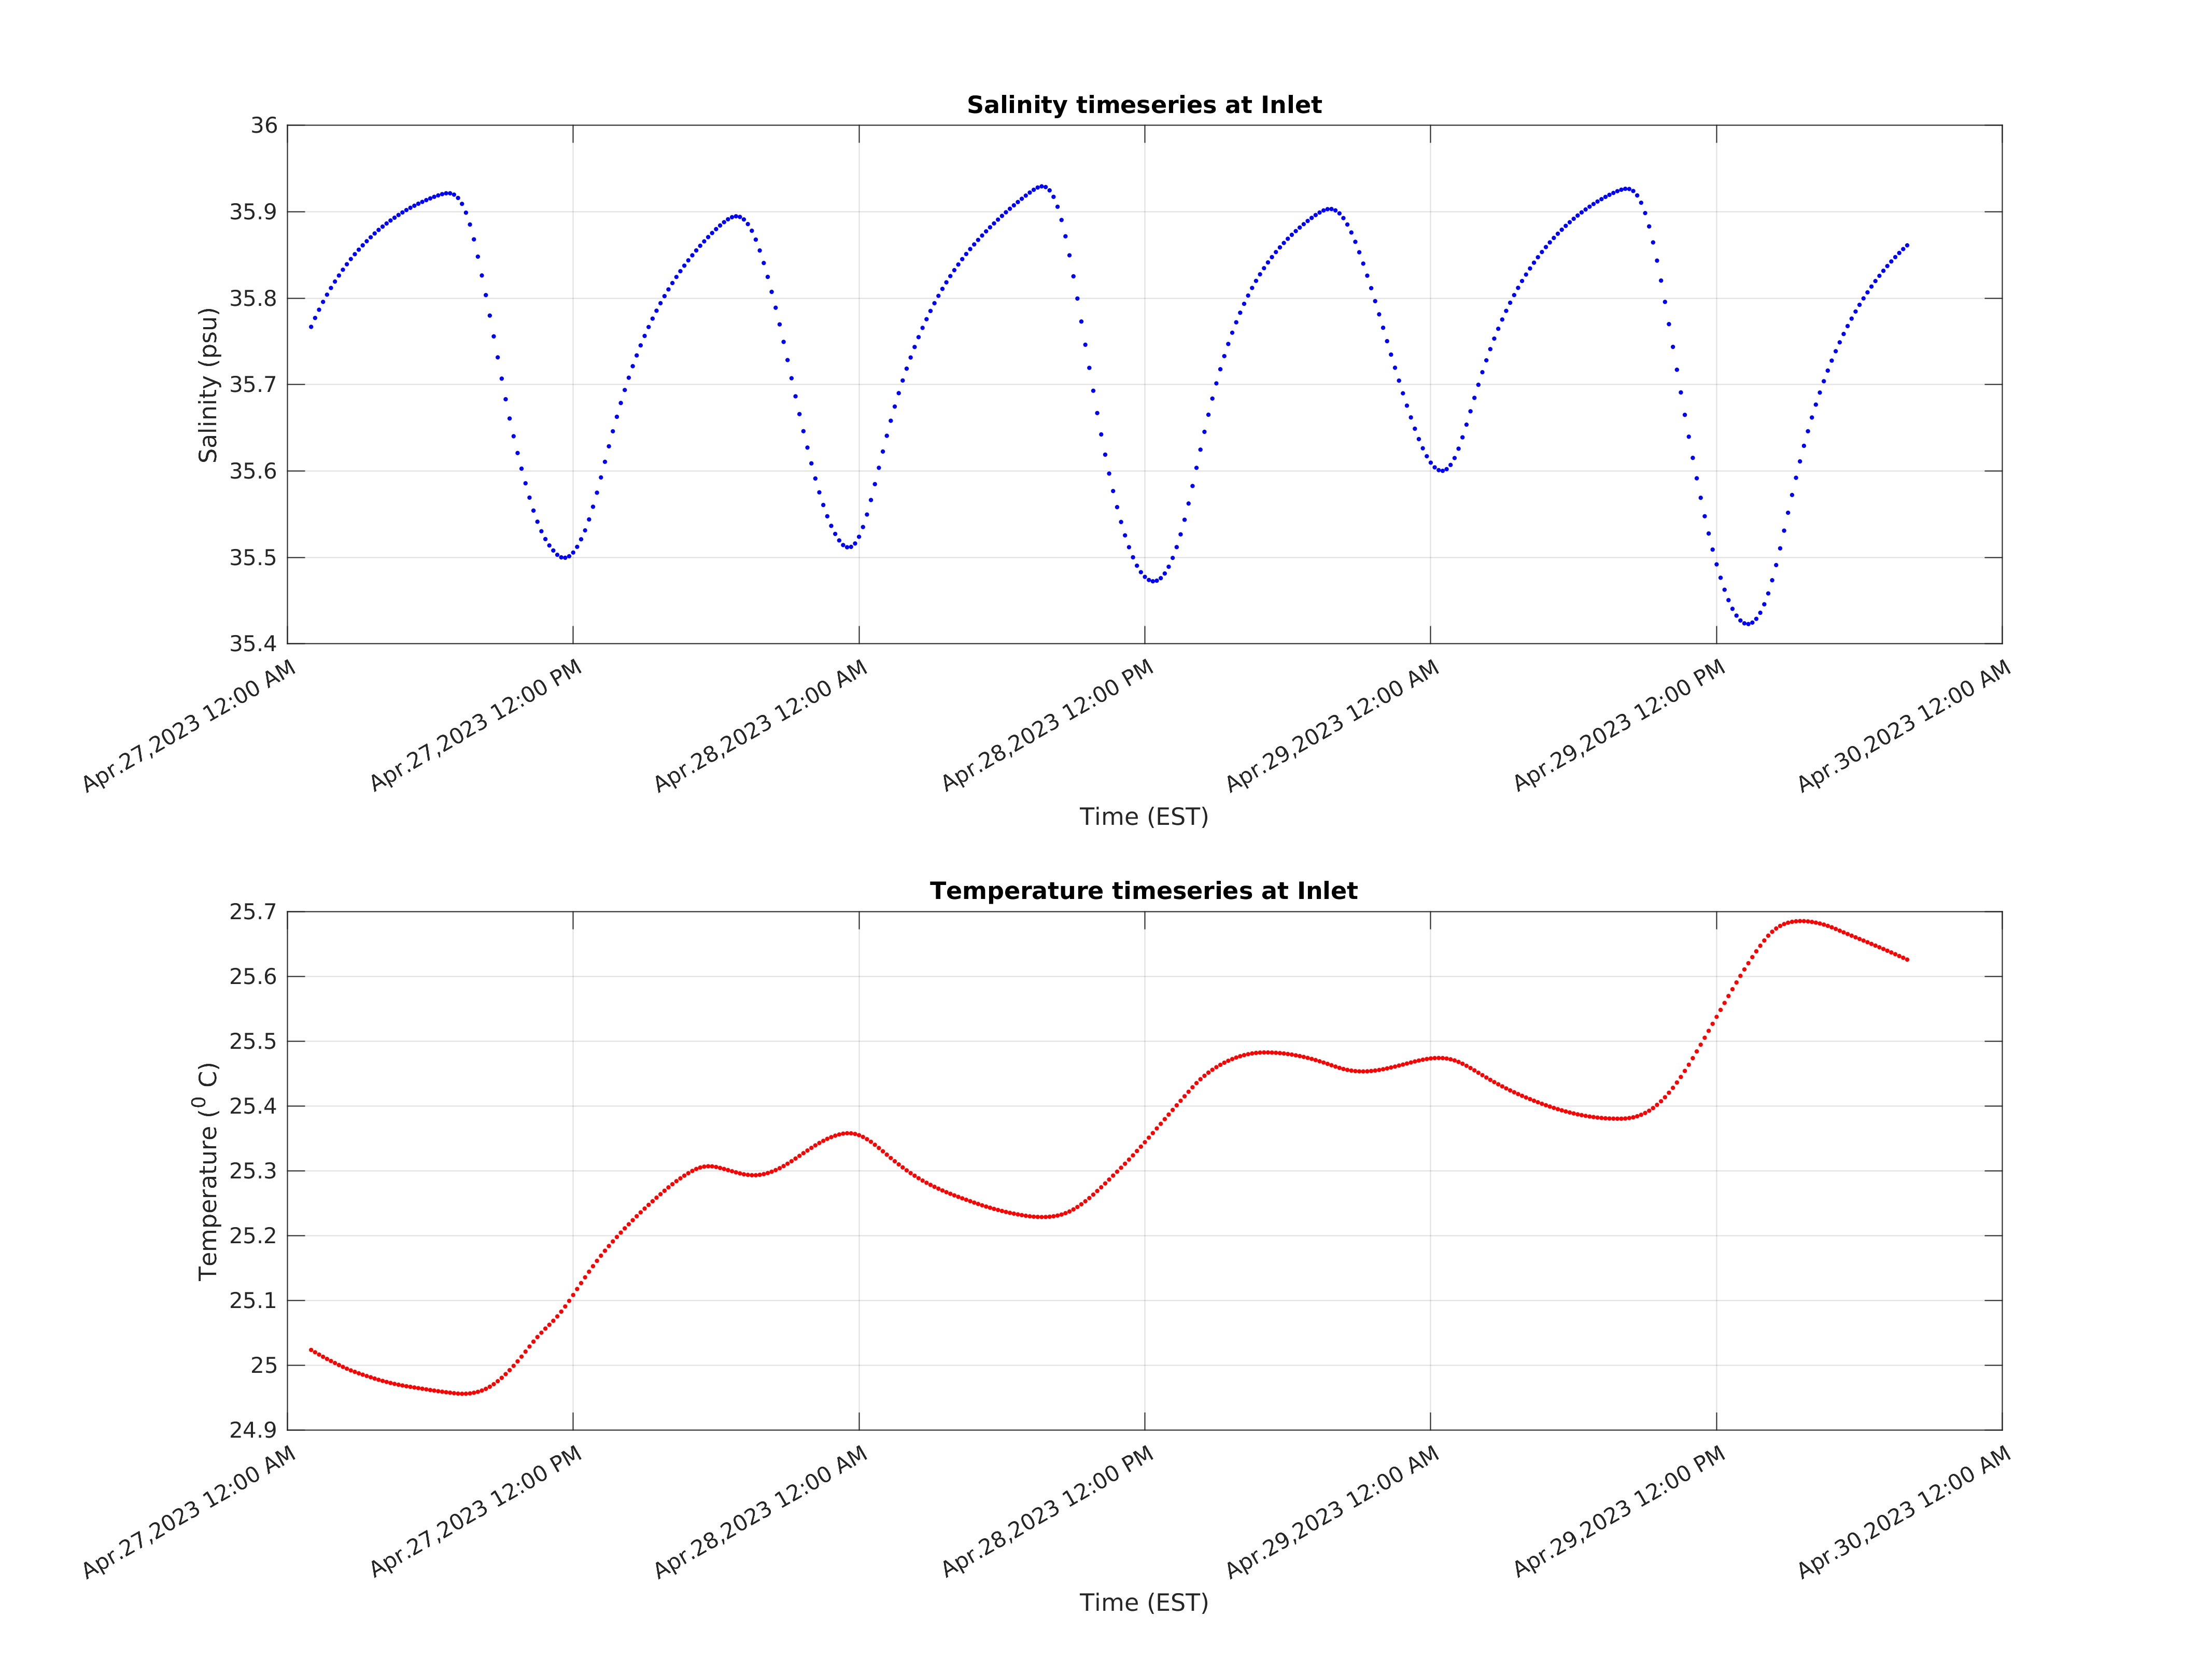 Salinity timeseries at Inlet
36
35.9
35.8
35.7
35.6
35.5
35.4
Salinity (psu)
Apr.27,2023 12:00 AM
Apr.27,2023 12:00 PM
Apr.28,2023 12:00 AM
Apr.28,2023 12:00 PM
Apr.29,2023 12:00 AM
Apr.29,2023 12:00 PM
Apr.30,2023 12:00 AM
Time (EST)
Temperature timeseries at Inlet
25.7
25.6
25.5
25.4
25.3
25.2
25.1
25
24.9
Temperature (⁰ C)
Apr.27,2023 12:00 AM
Apr.27,2023 12:00 PM
Apr.28,2023 12:00 AM
Apr.28,2023 12:00 PM
Apr.29,2023 12:00 AM
Apr.29,2023 12:00 PM
Apr.30,2023 12:00 AM
Time (EST)